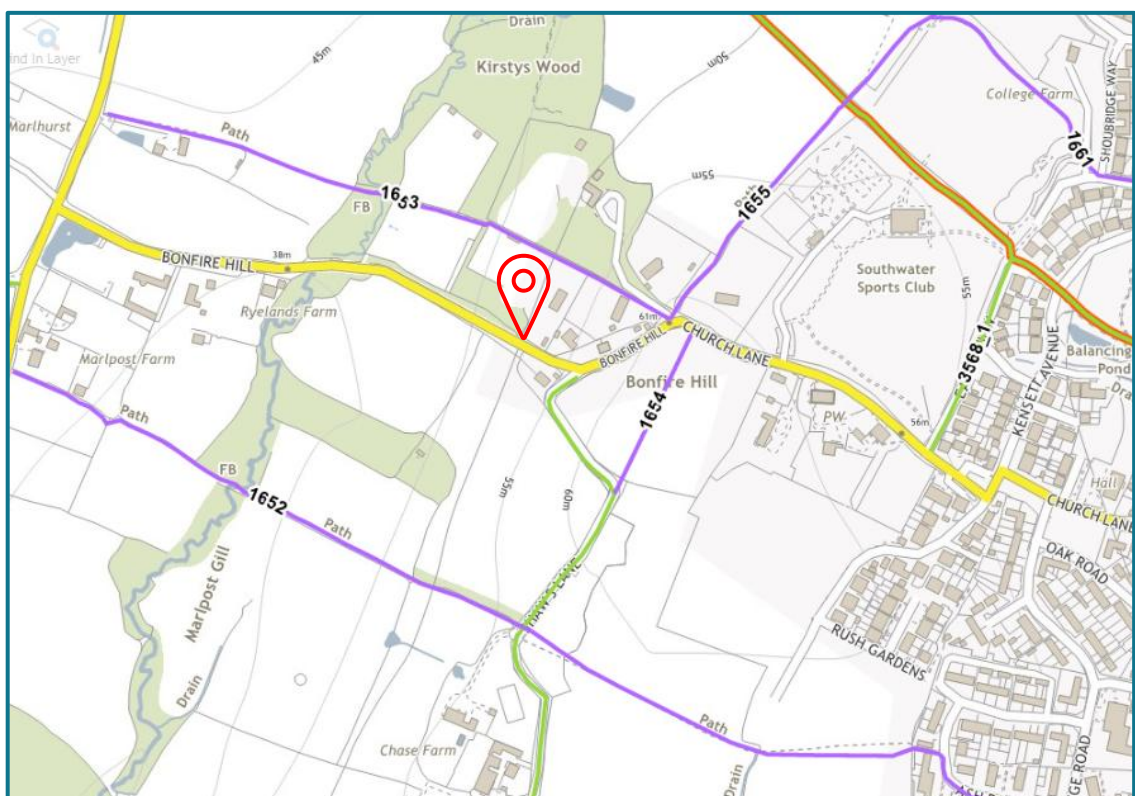 Drain
Find In Layer
Kirstys Wood
45m
50m
College Farm
SHOUBRIDGE WAY
Marlhurst
Path
1661
55m
1653
1655
FB
BONFIRE HILL
38m
Southwater
Sports Club
55m
Ryelands Farm
61m
CHURCH LANE
BONFIRE HILL
3568_1
KENSETT AVENUE
Balancing
Pond
Marlpost Farm
Bonfire Hill
1654
Path
PW
56m
FB
1652
55m
60m
Hall
Path
CHURCH LANE
OAK ROAD
Marlpost Gill
RUSH GARDENS
Drain
Path
Chase Farm
Drain